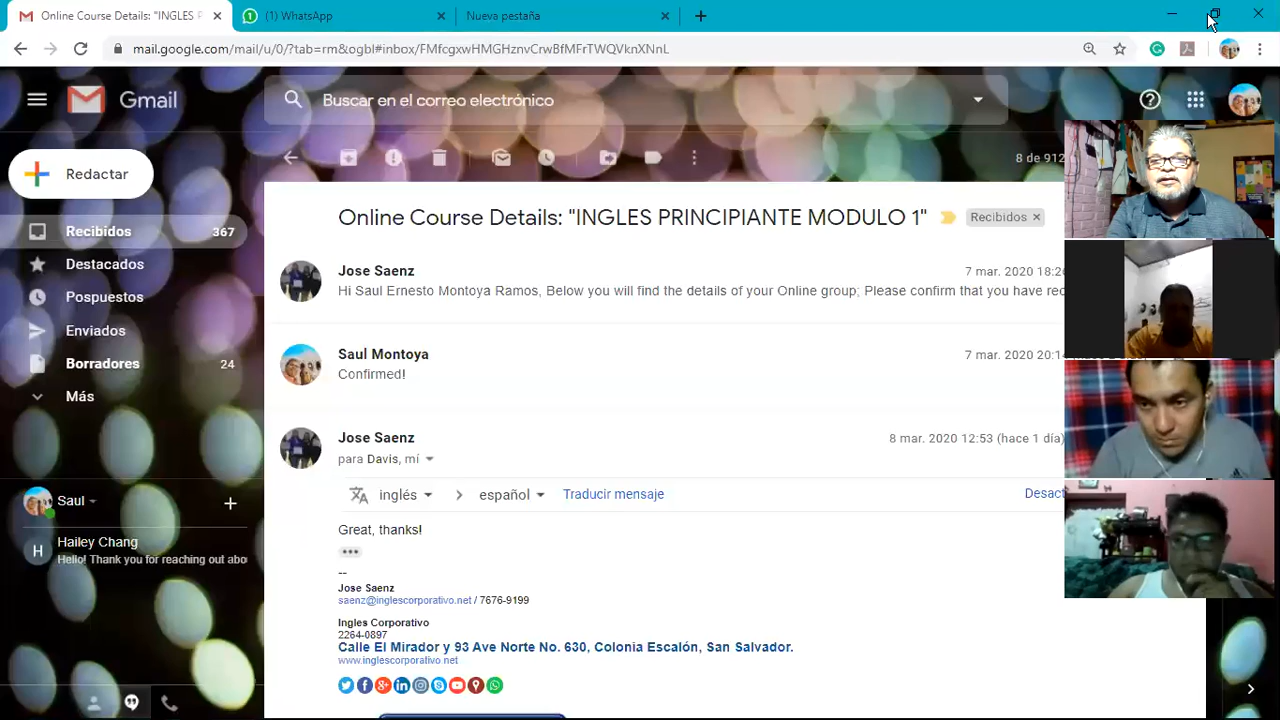 Online Course Details: "INGLES P
(1) WhatsApp
Nueva pestaña
mail.google.com/mail/u/0/?tab=rm&ogbl#inbox/FMfcgxwHMGHznvCrwBfMFrTWQVknXNnL
Gmail
Buscar en el correo electrónico
Redactar
8 de 912
Recibidos 367
Destacados
Pospuestos
Enviados
Borradores 24
Más
Saul
Hailey Chang
H
Hello! Thank you for reaching out abo
Online Course Details: "INGLES PRINCIPIANTE MODULO 1"
Recibidos
Jose Saenz
7 mar. 2020 18:26
Hi Saul Ernesto Montoya Ramos, Below you will find the details of your Online group; Please confirm that you have rec
Saul Montoya
7 mar. 2020 20:1
Confirmed!
Jose Saenz
8 mar. 2020 12:53 (hace 1 día)
para Davis, mí
inglés > español Traducir mensaje
Desact
Great, thanks!
--
Jose Saenz
saenz@inglescorporativo.net / 7676-9199
Ingles Corporativo
2264-0897
Calle El Mirador y 93 Ave Norte No. 630, Colonia Escalón, San Salvador.
www.inglescorporativo.net